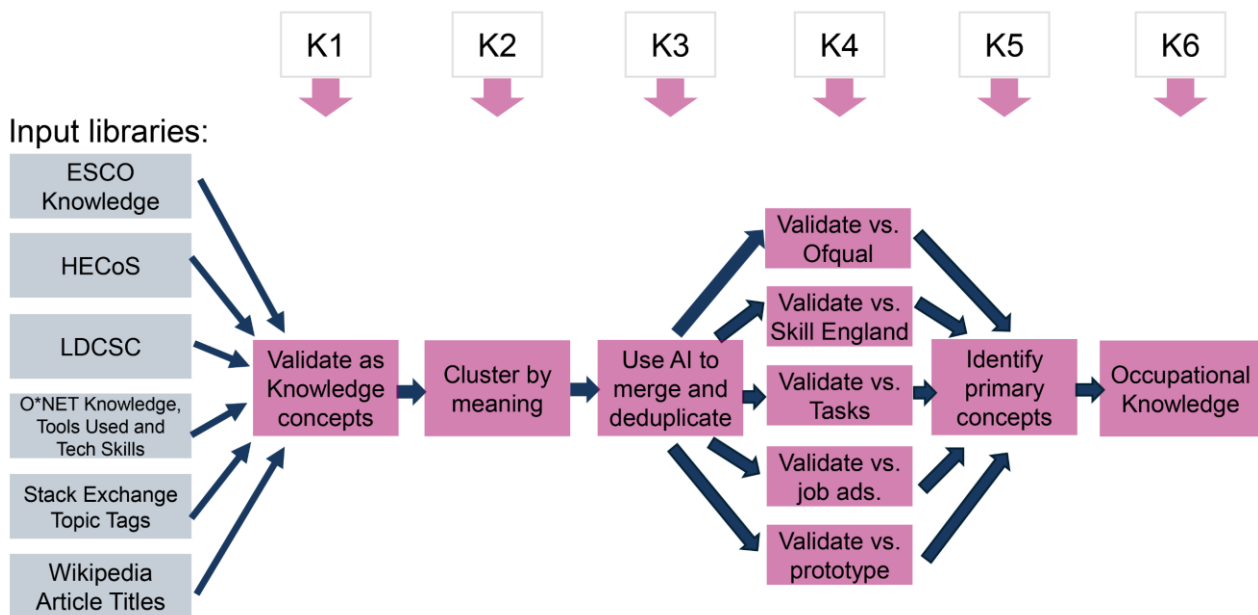 K1
K2
K3
K4
K5
K6
Input libraries:
ESCO
Knowledge
HECoS
LDCSC
O*NET Knowledge,
Tools Used and
Tech Skills
Stack Exchange
Topic Tags
Wikipedia
Article Titles
Validate as
Knowledge
concepts
Cluster by
meaning
Use AI to
merge and
deduplicate
Validate vs.
Ofqual
Validate vs.
Skill England
Validate vs.
Tasks
Validate vs.
job ads.
Validate vs.
prototype
Identify
primary
concepts
Occupational
Knowledge